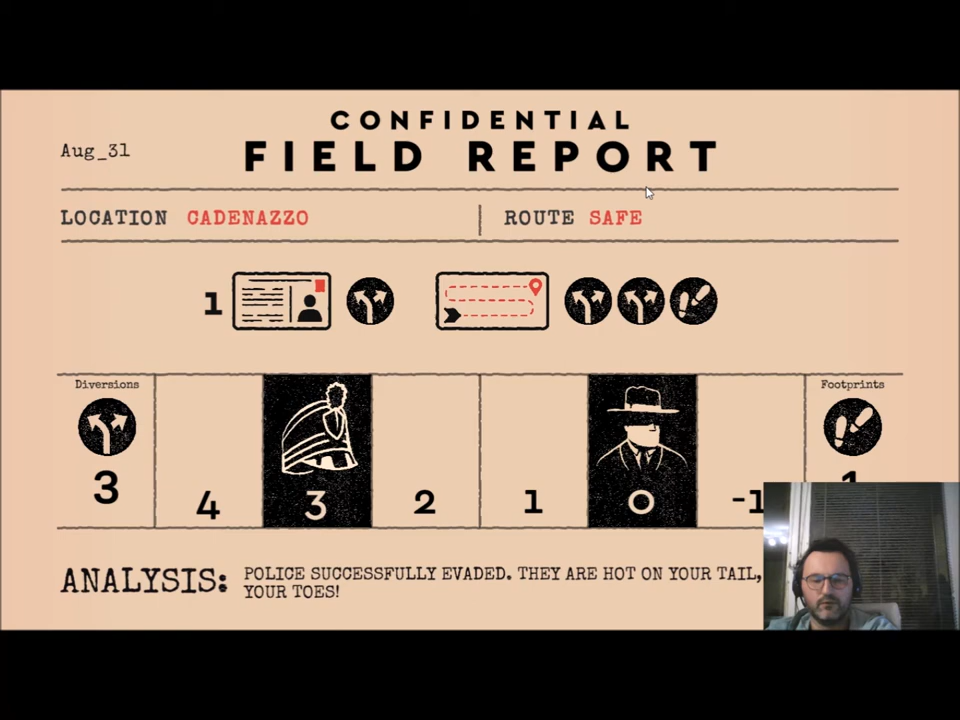 CONFIDENTIAL
Aug_31
FIELD REPORT
LOCATION CADENAZZO
ROUTE SAFE
1
Diversions
3
4
3
2
1
0
-1
Footprints
ANALYSIS: POLICE SUCCESSFULLY EVADED. THEY ARE HOT ON YOUR TAIL,
YOUR TOES!